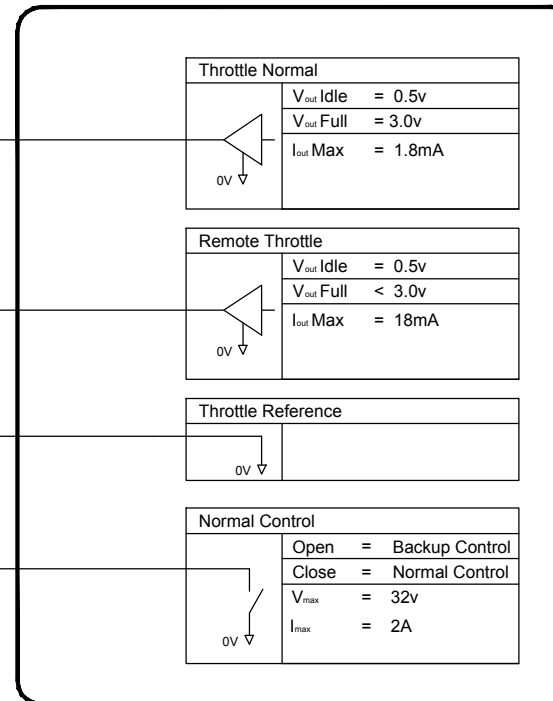 Throttle Normal
Vout Idle = 0.5v
Vout Full = 3.0v
Iout Max = 1.8mA
0V
Remote Throttle
Vout Idle = 0.5v
Vout Full < 3.0v
Iout Max = 18mA
0V
Throttle Reference
0V
Normal Control
Open = Backup Control
Close = Normal Control
Vmax = 32v
Imax = 2A
0V